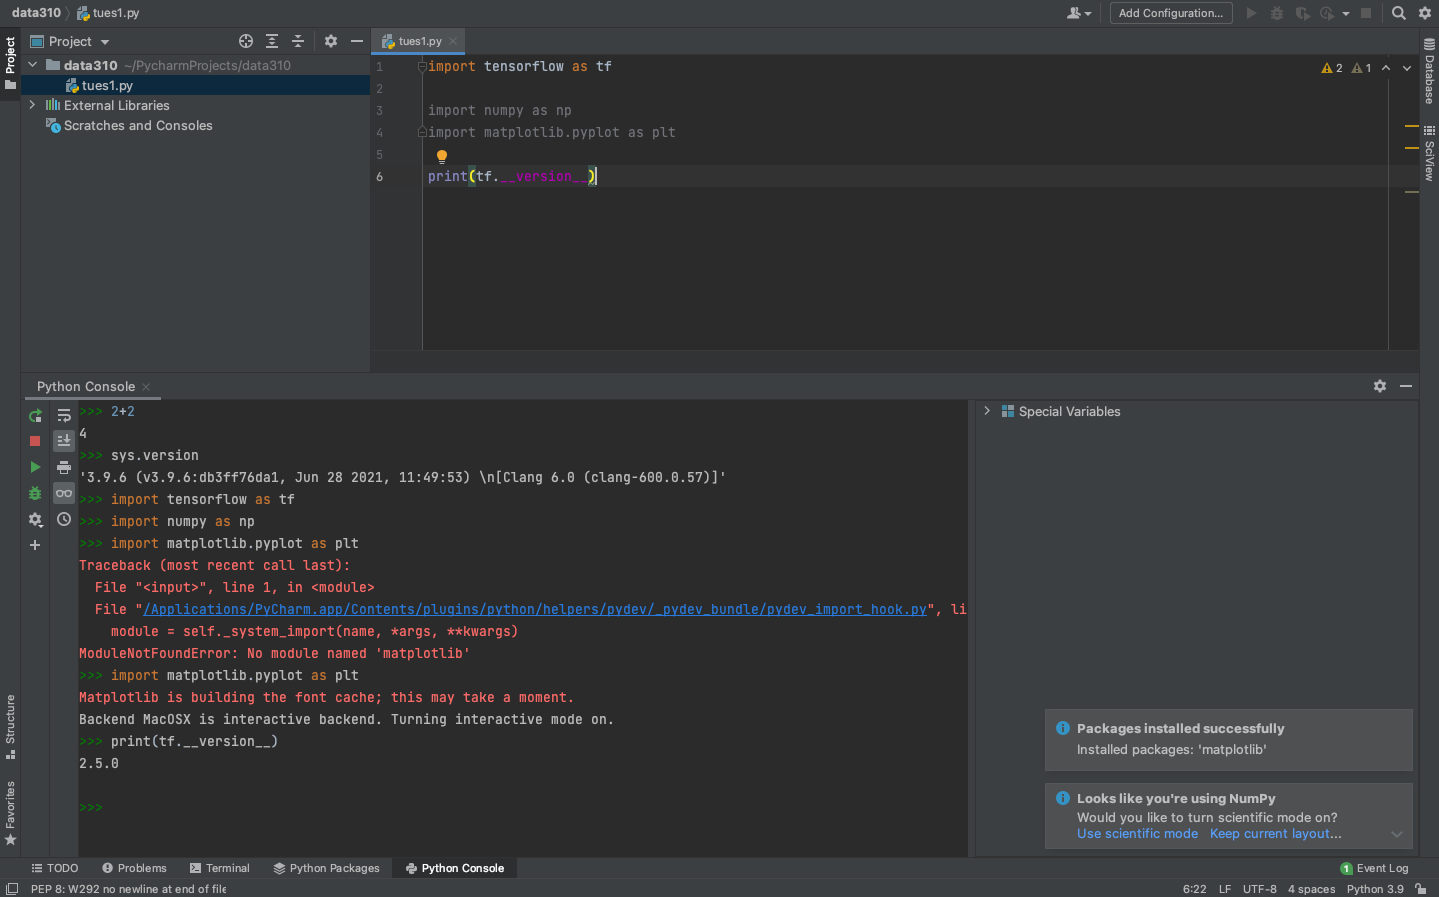 data310 tues1.py Add Configuration...
Project
Project
tues1.py
data310 ~/PycharmProjects/data310
tues1.py
External Libraries
Scratches and Consoles
1 import tensorflow as tf
2 1
2
3 import numpy as np
4 import matplotlib.pyplot as plt
5
6 print(tf.__version__)
Database
SciView
Python Console
>>> 2+2
4
>>> sys.version
'3.9.6 (v3.9.6:db3ff76da1, Jun 28 2021, 11:49:53) \n[Clang 6.0 (clang-600.0.57)]'
>>> import tensorflow as tf
>>> import numpy as np
>>> import matplotlib.pyplot as plt
Traceback (most recent call last):
File "<input>", line 1, in <module>
File "/Applications/PyCharm.app/Contents/plugins/python/helpers/pydev/_pydev_bundle/pydev_import_hook.py", li
module = self._system_import(name, *args, **kwargs)
ModuleNotFoundError: No module named 'matplotlib'
>>> import matplotlib.pyplot as plt
Matplotlib is building the font cache; this may take a moment.
Backend MacOSX is interactive backend. Turning interactive mode on.
>>> print(tf.__version__)
2.5.0
>>>
Special Variables
Packages installed successfully
Installed packages: 'matplotlib'
Looks like you're using NumPy
Would you like to turn scientific mode on?
Use scientific mode Keep current layout...
Structure
Favorites
TODO Problems Terminal Python Packages Python Console 1 Event Log
PEP 8: W292 no newline at end of file 6:22 LF UTF-8 4 spaces Python 3.9